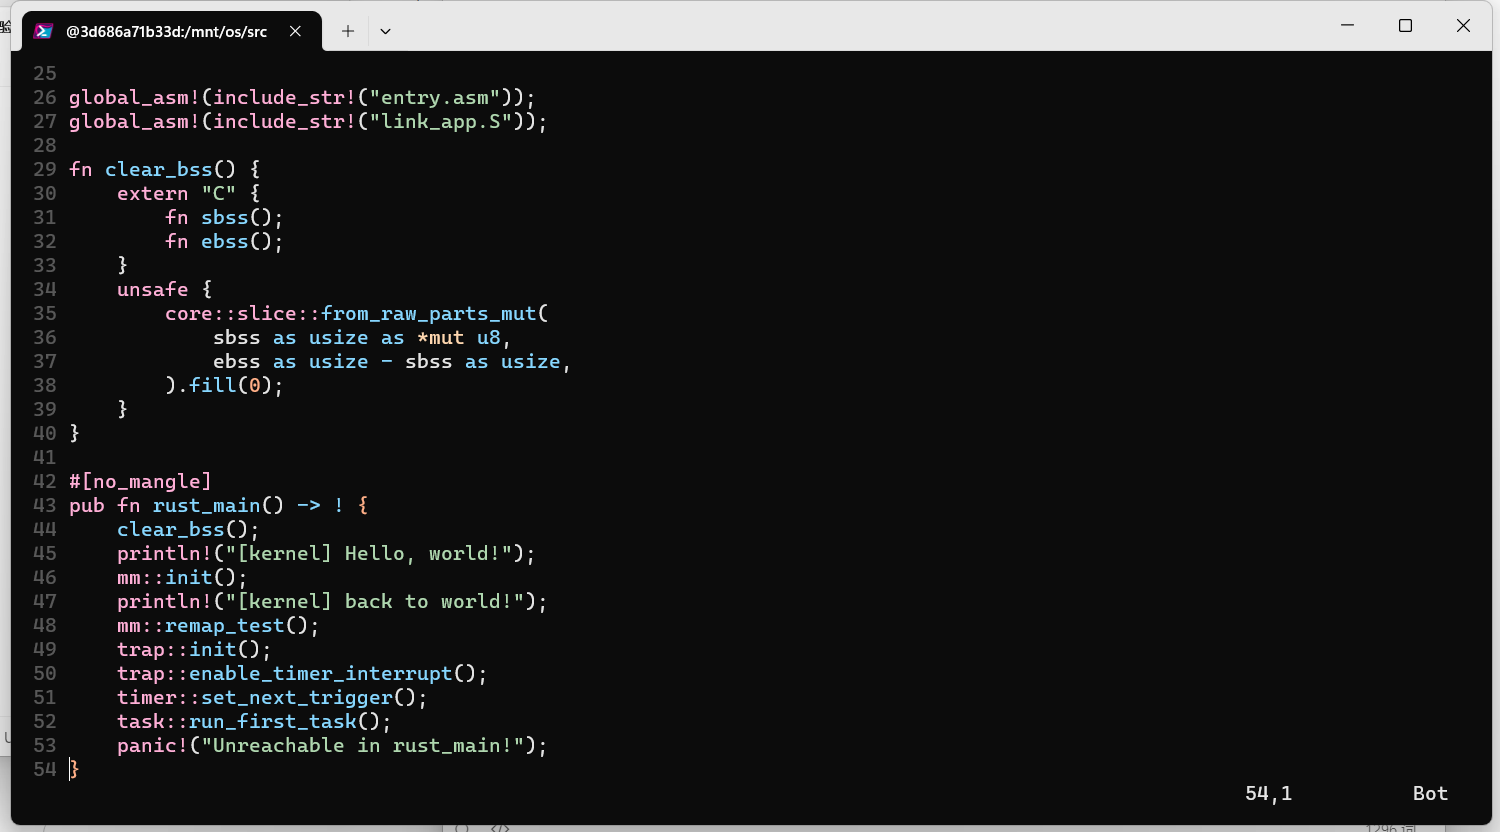 @3d686a71b33d:/mnt/os/src
25
26 global_asm!(include_str!("entry.asm"));
27 global_asm!(include_str!("link_app.S"));
28
29 fn clear_bss() {
30     extern "C" {
31         fn sbss();
32         fn ebss();
33     }
34     unsafe {
35         core::slice::from_raw_parts_mut(
36             sbss as usize as *mut u8,
37             ebss as usize - sbss as usize,
38         ).fill(0);
39     }
40 }
41
42 #[no_mangle]
43 pub fn rust_main() -> ! {
44     clear_bss();
45     println!("[kernel] Hello, world!");
46     mm::init();
47     println!("[kernel] back to world!");
48     mm::remap_test();
49     trap::init();
50     trap::enable_timer_interrupt();
51     timer::set_next_trigger();
52     task::run_first_task();
53     panic!("Unreachable in rust_main!");
54 }
54,1 Bot